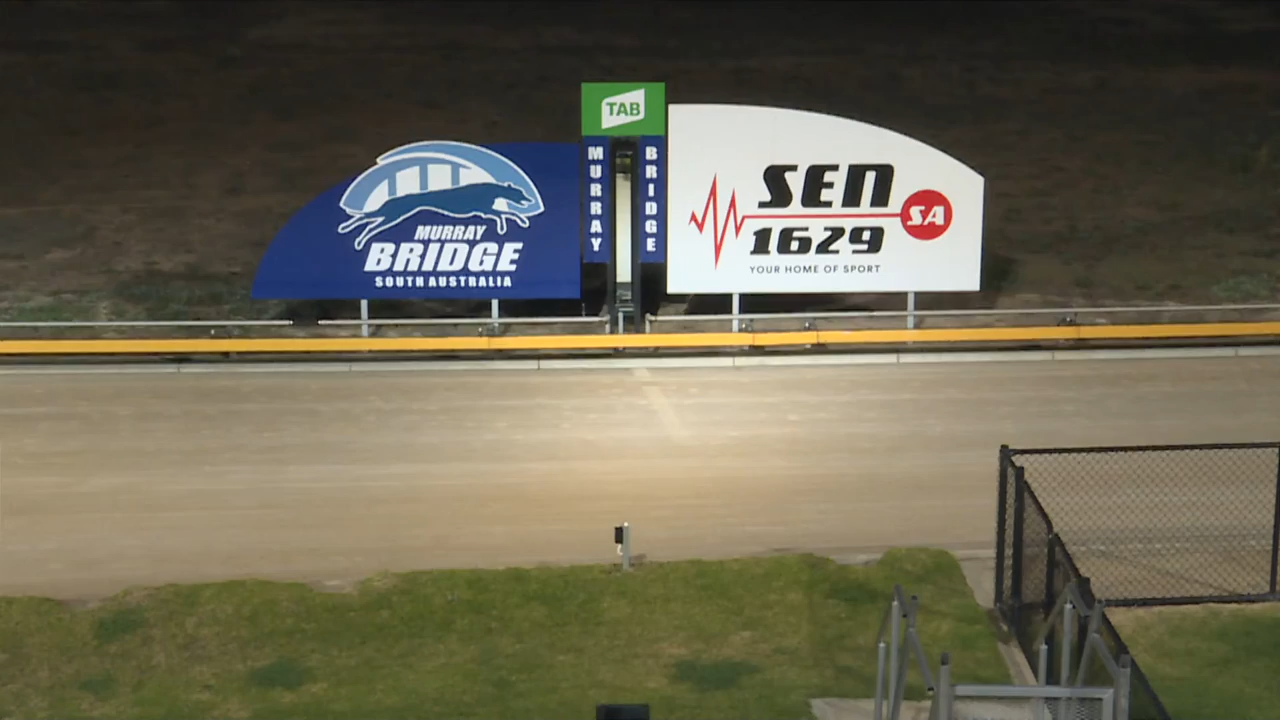 TAB
MURRAY
BRIDGE
MURRAY
BRIDGE
SOUTH AUSTRALIA
SEN
SA
1629
YOUR HOME OF SPORT